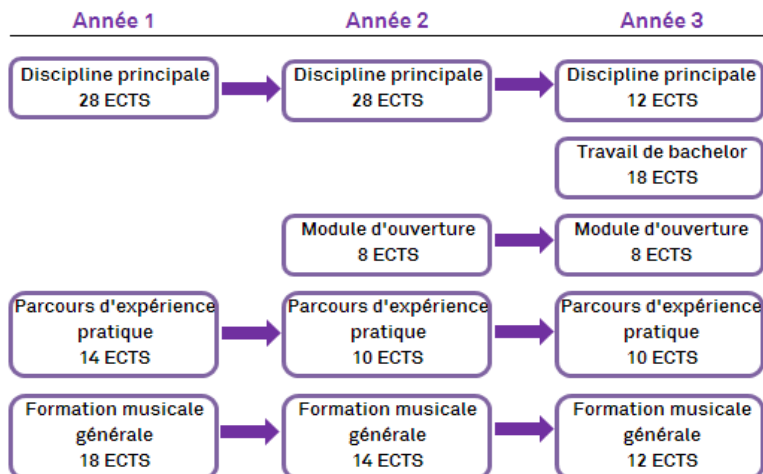 Année 1 Année 2 Année 3
Discipline principale
28 ECTS
Discipline principale
28 ECTS
Discipline principale
12 ECTS
Travail de bachelor
18 ECTS
Module d'ouverture
8 ECTS
Module d'ouverture
8 ECTS
Parcours d'expérience
pratique
14 ECTS
Parcours d'expérience
pratique
10 ECTS
Parcours d'expérience
pratique
10 ECTS
Formation musicale
générale
18 ECTS
Formation musicale
générale
14 ECTS
Formation musicale
générale
12 ECTS